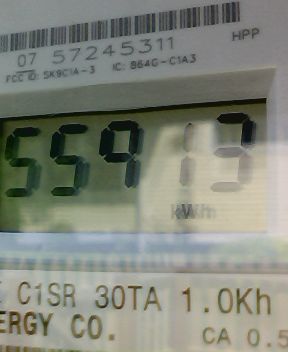 HPP
07 57245311
FCC ID: SK9C1A-3 IC: 864G-C1A3
55913
kWh
C1SR 30TA 1.0Kh
ERGY CO.
CA 0.5